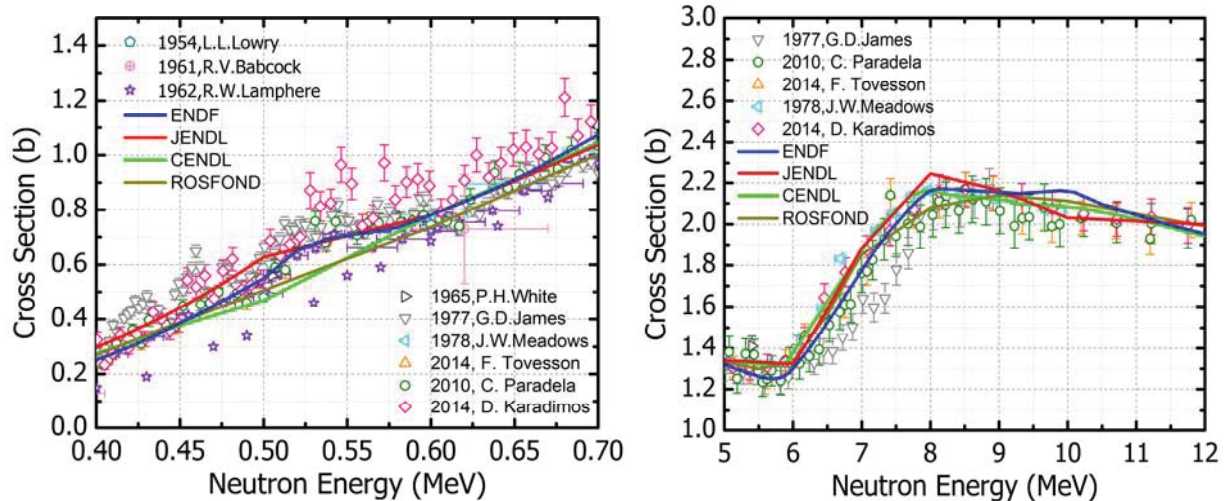 1.4
1.2
1.0
0.8
0.6
0.4
0.2
0.0
Cross Section (b)
1954,L.L.Lowry
1961,R.V.Babcock
1962,R.W.Lamphere
ENDF
JENDL
CENDL
ROSFOND
1965,P.H.White
1977,G.D.James
1978,J.W.Meadows
2014, F. Tovesson
2010, C. Paradela
2014, D. Karadimos
0.40 0.45 0.50 0.55 0.60 0.65 0.70
Neutron Energy (MeV)
3.0
2.8
2.6
2.4
2.2
2.0
1.8
1.6
1.4
1.2
1.0
Cross Section (b)
1977,G.D.James
2010, C. Paradela
2014, F. Tovesson
1978,J.W.Meadows
2014, D. Karadimos
ENDF
JENDL
CENDL
ROSFOND
5 6 7 8 9 10 11 12
Neutron Energy (MeV)